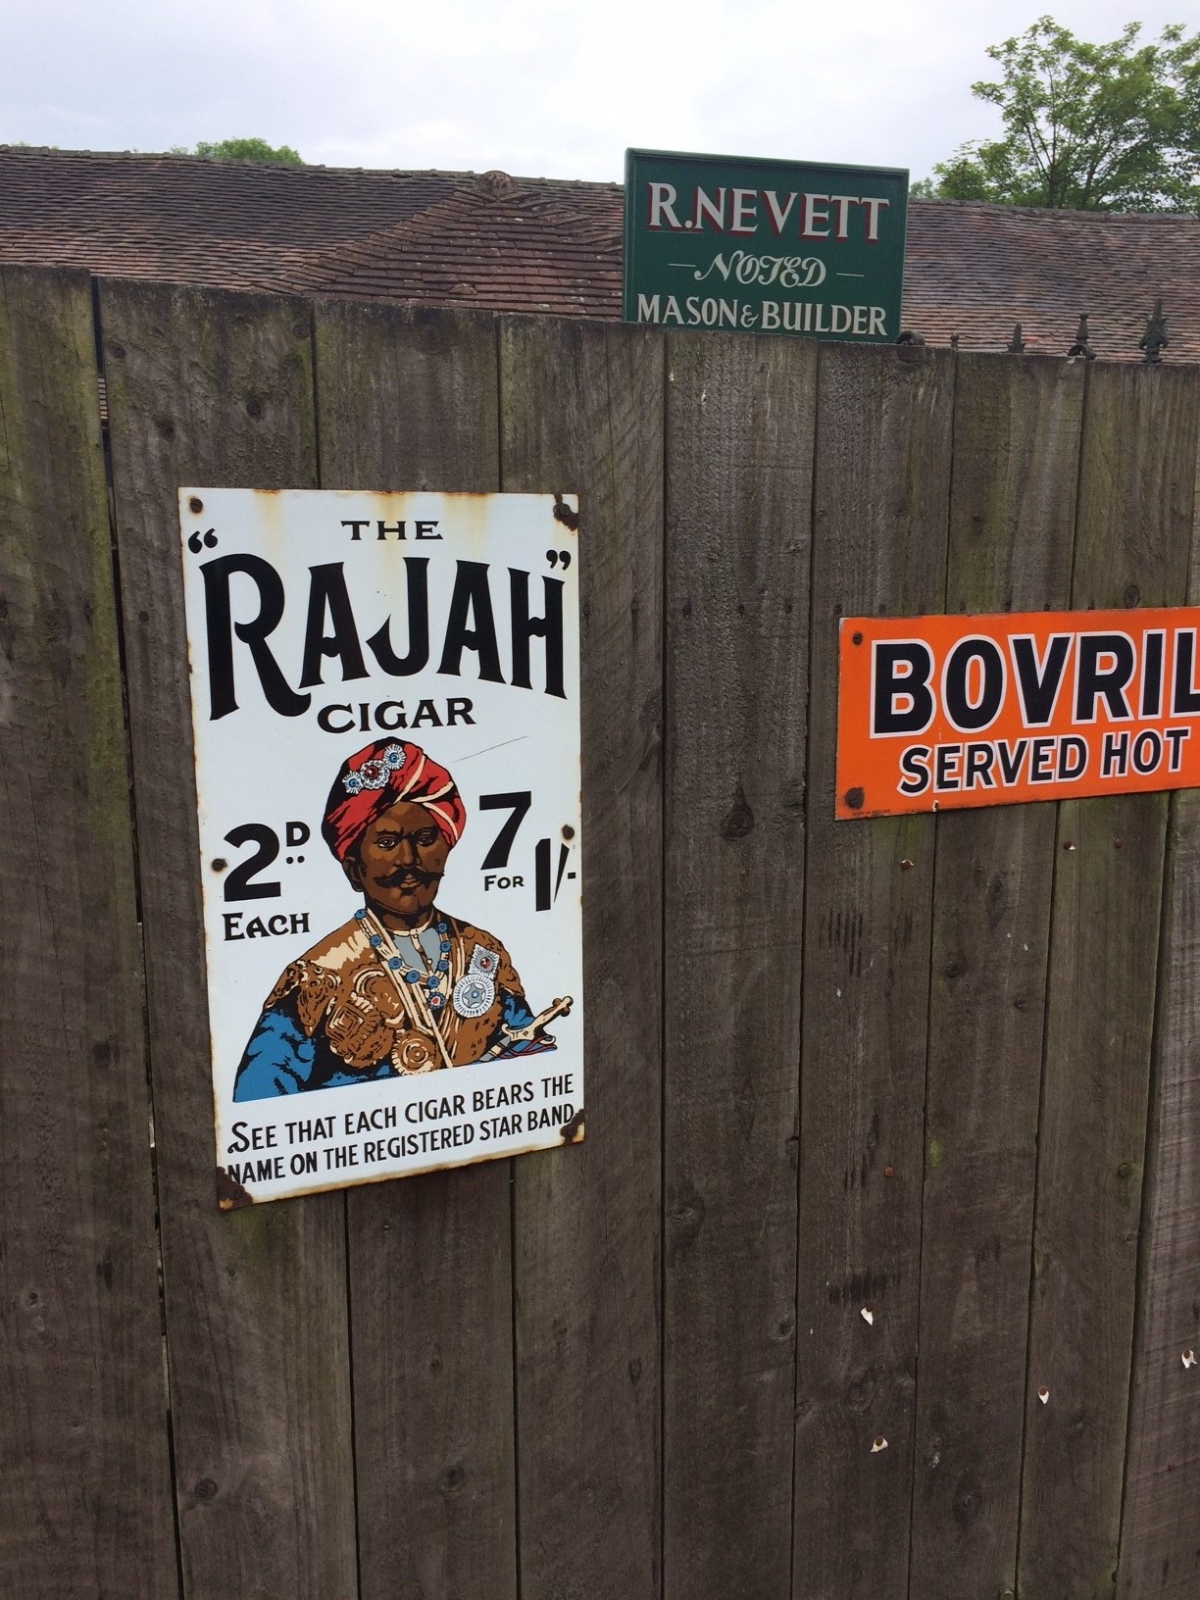 R.NEVETT
NOTED
MASON & BUILDER
THE
"RAJAH"
CIGAR
2D
EACH
7
FOR 1/-
SEE THAT EACH CIGAR BEARS THE
NAME ON THE REGISTERED STAR BAND.
BOVRIL
SERVED HOT